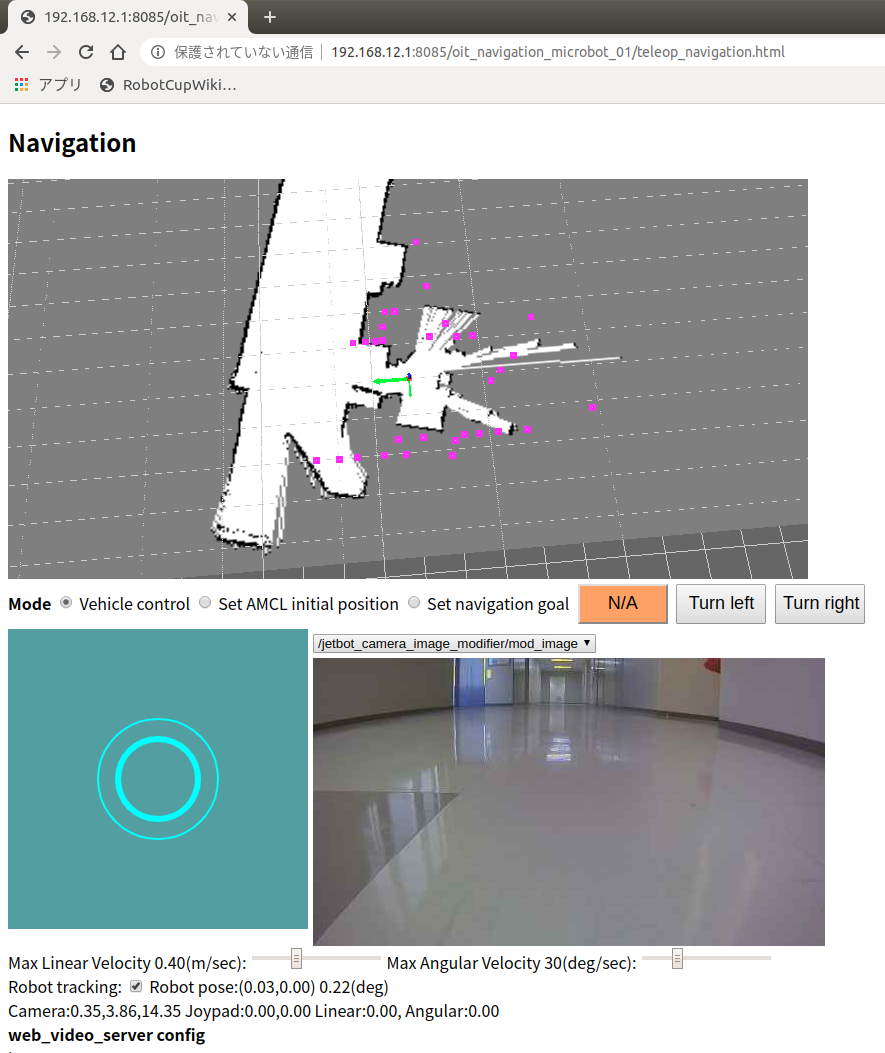 192.168.12.1:8085/oit_nav
保護されていない通信 192.168.12.1:8085/oit_navigation_microbot_01/teleop_navigation.html
アプリ RobotCupWiki…
Navigation
Mode Vehicle control Set AMCL initial position Set navigation goal N/A Turn left Turn right
/jetbot_camera_image_modifier/mod_image
Max Linear Velocity 0.40(m/sec): Max Angular Velocity 30(deg/sec):
Robot tracking: Robot pose:(0.03,0.00) 0.22(deg)
Camera:0.35,3.86,14.35 Joypad:0.00,0.00 Linear:0.00, Angular:0.00
web_video_server config